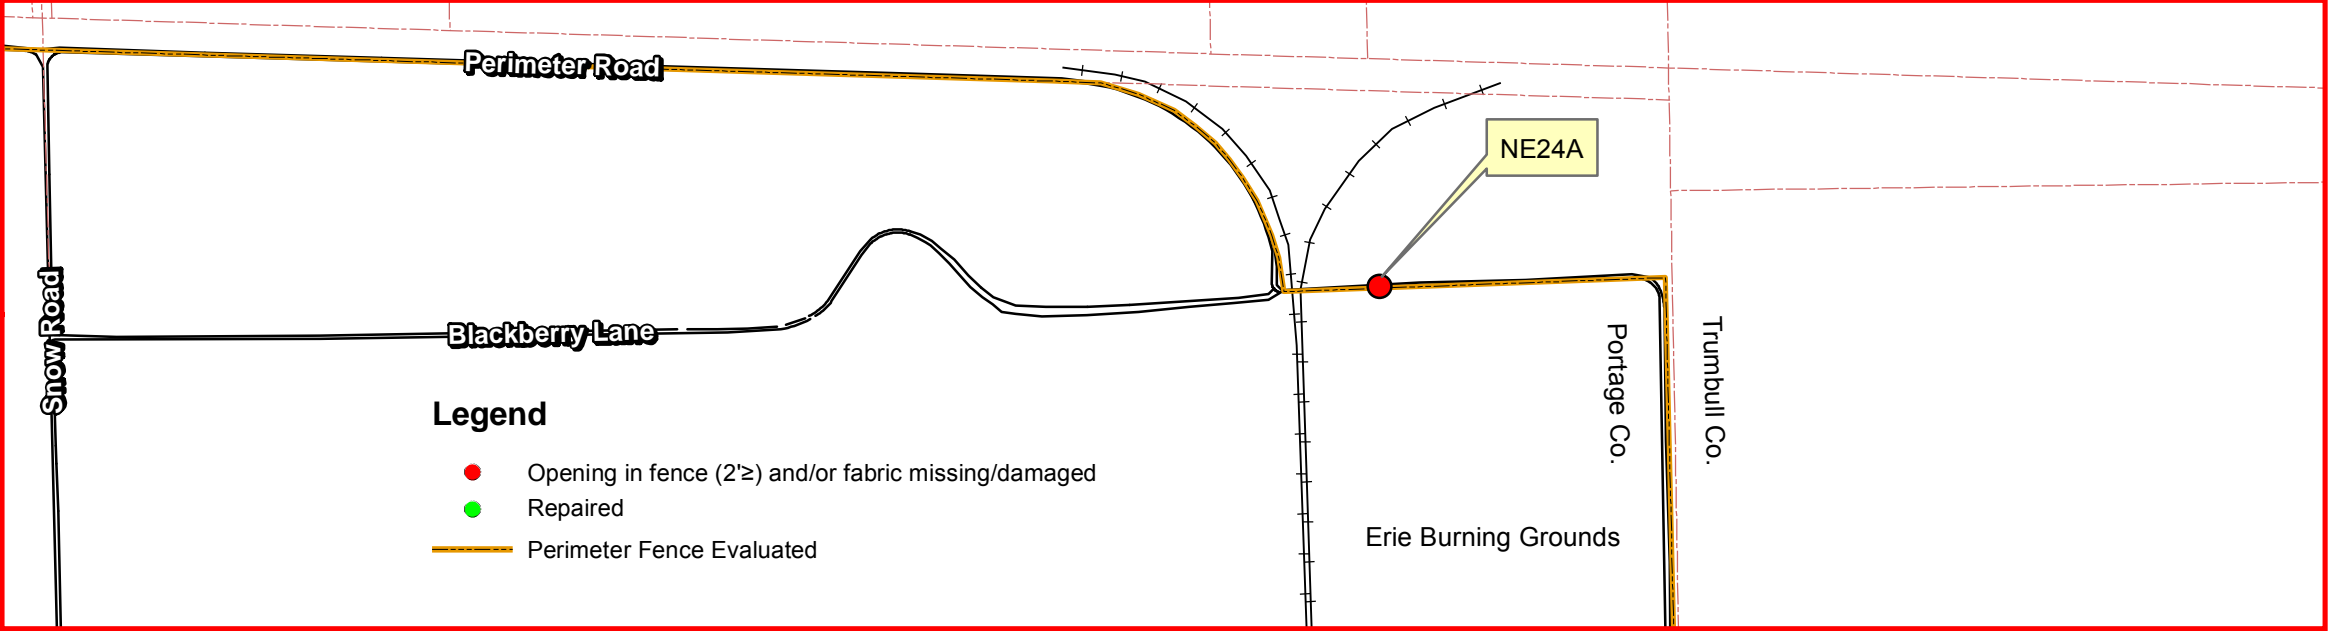 Perimeter Road
NE24A
Snow Road
Blackberry Lane
Portage Co.
Trumbull Co.
Legend
Opening in fence (2'≥) and/or fabric missing/damaged
Repaired
Perimeter Fence Evaluated
Erie Burning Grounds